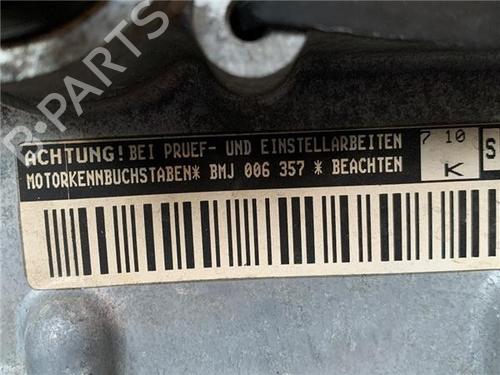 B-PARTS
ACHTUNG! BEI PRUEF- UND EINSTELLARBEITEN
MOTORKENNBUCHSTABEN* BMJ 006 357 * BEACHTEN
7 10
K
S